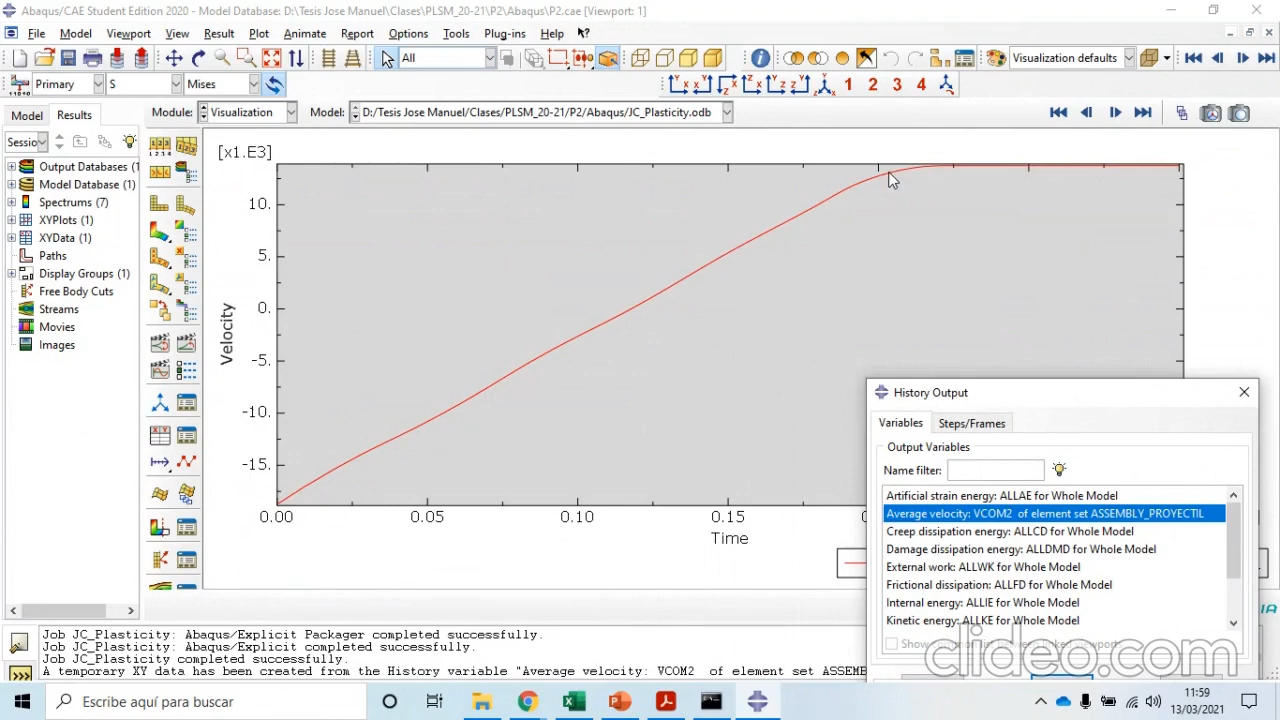 Abaqus/CAE Student Edition 2020 - Model Database: D:\Tesis Jose Manuel\Clases\PLSM_20-21\P2\Abaqus\P2.cae [Viewport: 1]
File Model Viewport View Result Plot Animate Report Options Tools Plug-ins Help
All
Visualization defaults
Primary S Mises
1 2 3 4
Model Results
Module: Visualization Model: D:/Tesis Jose Manuel/Clases/PLSM_20-21/P2/Abaqus/JC_Plasticity.odb
Sessio
Output Databases (1
Model Database (1)
Spectrums (7)
XYPlots (1)
XYData (1)
Paths
Display Groups (1)
Free Body Cuts
Streams
Movies
Images
[x1.E3]
10.
5.
0.
-5.
-10.
-15.
Velocity
0.00 0.05 0.10 0.15
Time
History Output
Variables Steps/Frames
Output Variables
Name filter:
Artificial strain energy: ALLAE for Whole Model
Average velocity: VCOM2 of element set ASSEMBLY_PROYECTIL
Creep dissipation energy: ALLCD for Whole Model
Damage dissipation energy: ALLDMD for Whole Model
External work: ALLWK for Whole Model
Frictional dissipation: ALLFD for Whole Model
Internal energy: ALLIE for Whole Model
Kinetic energy: ALLKE for Whole Model
clideo.com
Job JC_Plasticity: Abaqus/Explicit Packager completed successfully.
Job JC_Plasticity: Abaqus/Explicit completed successfully.
Job JC_Plasticity completed successfully.
A temporary XY data has been created from the History variable "Average velocity: VCOM2 of element set ASSEM
Escribe aquí para buscar
11:59
13/03/2021